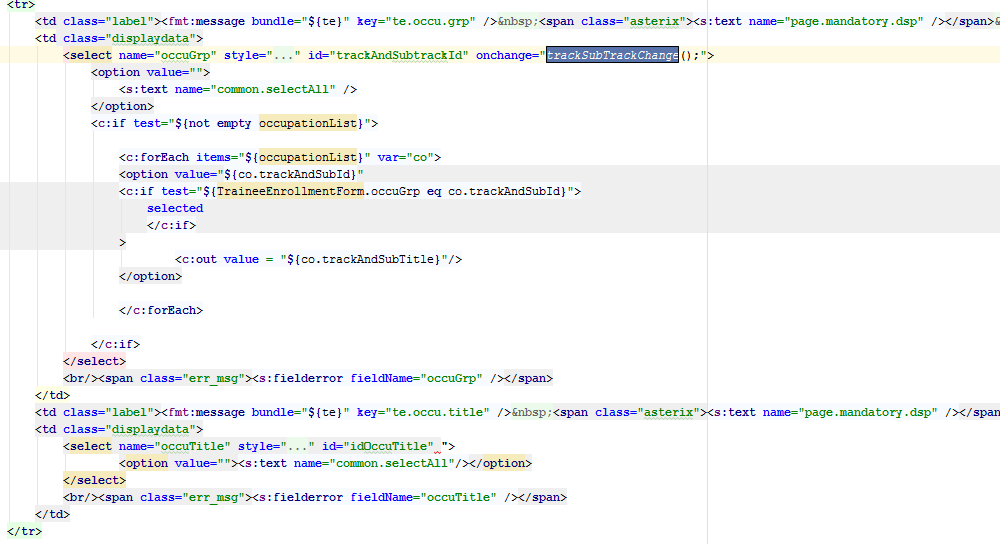 <tr>
<td class="label"><fmt:message bundle="${te}" key="te.occu.grp" />&nbsp;<span class="asterix"><s:text name="page.mandatory.dsp" /></span>&
<td class="displaydata">
<select name="occuGrp" style="..." id="trackAndSubtrackId" onchange="trackSubTrackChange();">
<option value="">
<s:text name="common.selectAll" />
</option>
<c:if test="${not empty occupationList}">
<c:forEach items="${occupationList}" var="co">
<option value="${co.trackAndSubId}"
<c:if test="${TraineeEnrollmentForm.occuGrp eq co.trackAndSubId}">
selected
</c:if>
>
<c:out value = "${co.trackAndSubTitle}"/>
</option>
</c:forEach>
</c:if>
</select>
<br/><span class="err_msg"><s:fielderror fieldName="occuGrp" /></span>
</td>
<td class="label"><fmt:message bundle="${te}" key="te.occu.title" />&nbsp;<span class="asterix"><s:text name="page.mandatory.dsp" /></span
<td class="displaydata">
<select name="occuTitle" style="..." id="idOccuTitle" ">
<option value=""><s:text name="common.selectAll"/></option>
</select>
<br/><span class="err_msg"><s:fielderror fieldName="occuTitle" /></span>
</td>
</tr>